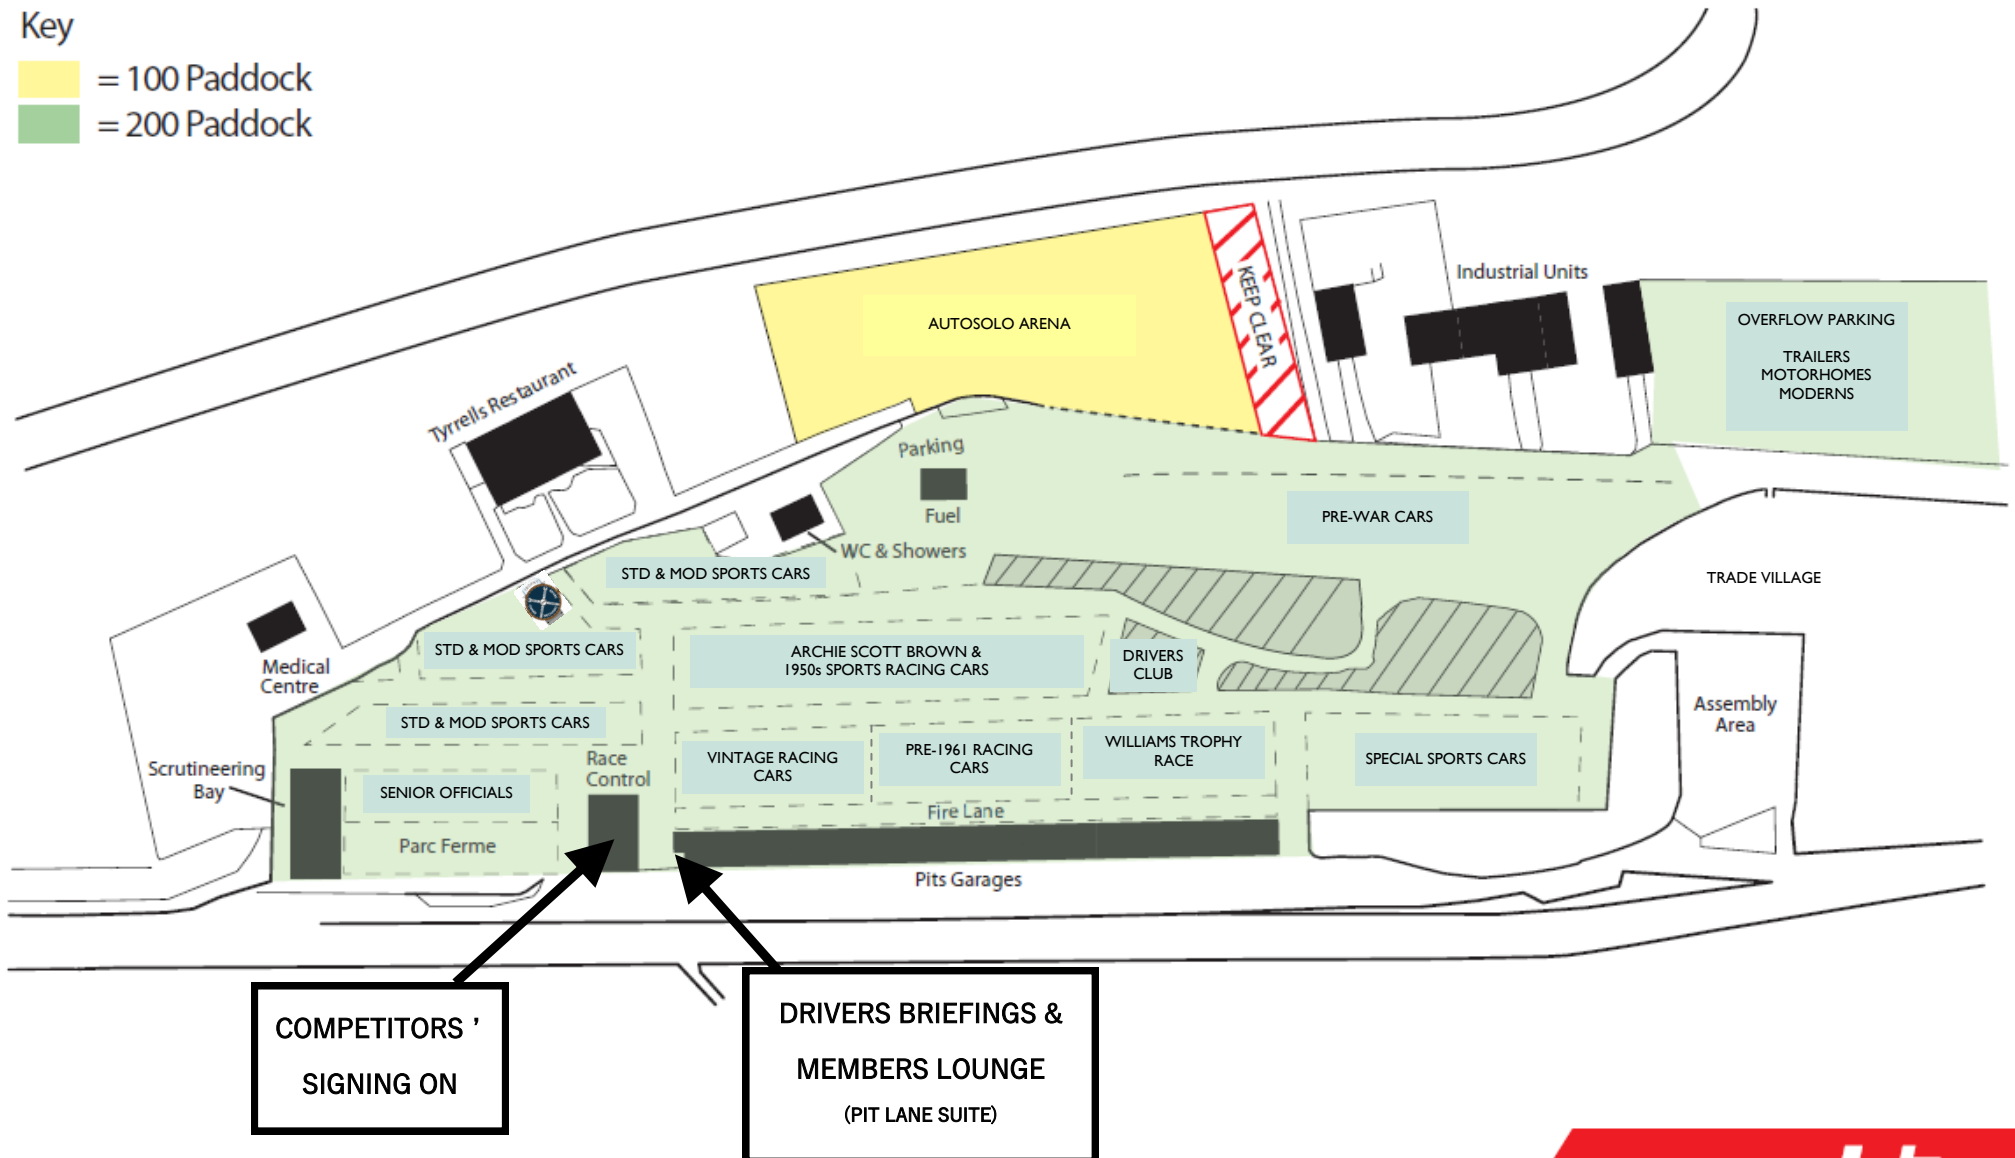 Key
= 100 Paddock
= 200 Paddock
KEEP CLEAR
Industrial Units
AUTOSOLO ARENA
OVERFLOW PARKING
TRAILERS
MOTORHOMES
MODERNS
Tyrrells Restaurant
Parking
Fuel
PRE-WAR CARS
WC & Showers
STD & MOD SPORTS CARS
TRADE VILLAGE
STD & MOD SPORTS CARS
ARCHIE SCOTT BROWN &
1950s SPORTS RACING CARS
DRIVERS
CLUB
Medical
Centre
STD & MOD SPORTS CARS
Assembly
Area
Scrutineering
Bay
SENIOR OFFICIALS
Race
Control
VINTAGE RACING
CARS
PRE-1961 RACING
CARS
WILLIAMS TROPHY
RACE
SPECIAL SPORTS CARS
Fire Lane
Parc Ferme
Pits Garages
COMPETITORS '
SIGNING ON
DRIVERS BRIEFINGS &
MEMBERS LOUNGE
(PIT LANE SUITE)